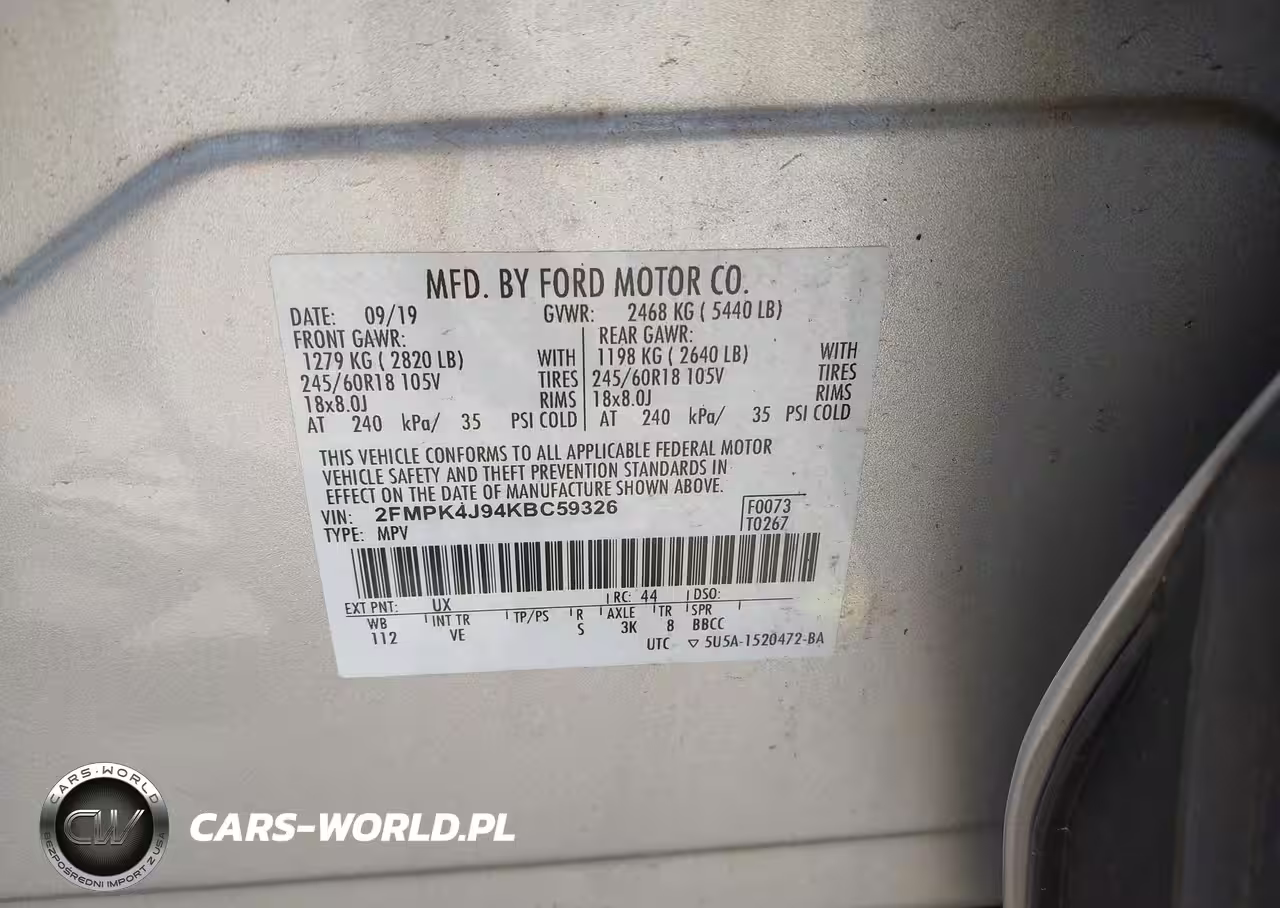 MFD. BY FORD MOTOR CO.
DATE: 09/19 GVWR: 2468 KG ( 5440 LB)
FRONT GAWR: REAR GAWR:
1279 KG ( 2820 LB) WITH 1198 KG ( 2640 LB) WITH
245/60R18 105V TIRES 245/60R18 105V TIRES
18x8.0J RIMS 18x8.0J RIMS
AT 240 kPa/ 35 PSI COLD AT 240 kPa/ 35 PSI COLD
THIS VEHICLE CONFORMS TO ALL APPLICABLE FEDERAL MOTOR
VEHICLE SAFETY AND THEFT PREVENTION STANDARDS IN
EFFECT ON THE DATE OF MANUFACTURE SHOWN ABOVE.
VIN: 2FMPK4J94KBC59326 F0073
TYPE: MPV T0267
EXT PNT: UX RC: 44 DSO:
WB INT TR TP/PS R AXLE TR SPR
112 VE S 3K 8 BBCC
UTC ▽ 5U5A-1520472-BA
CARS-WORLD
CW
BEZPOŚREDNI IMPORT Z USA
CARS-WORLD.PL